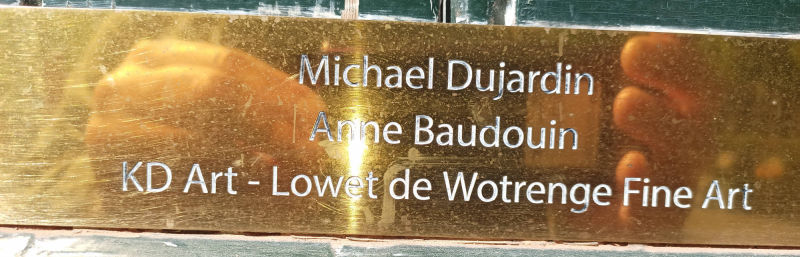 Michael Dujardin
Anne Baudouin
KD Art - Lowet de Wotrenge Fine Art